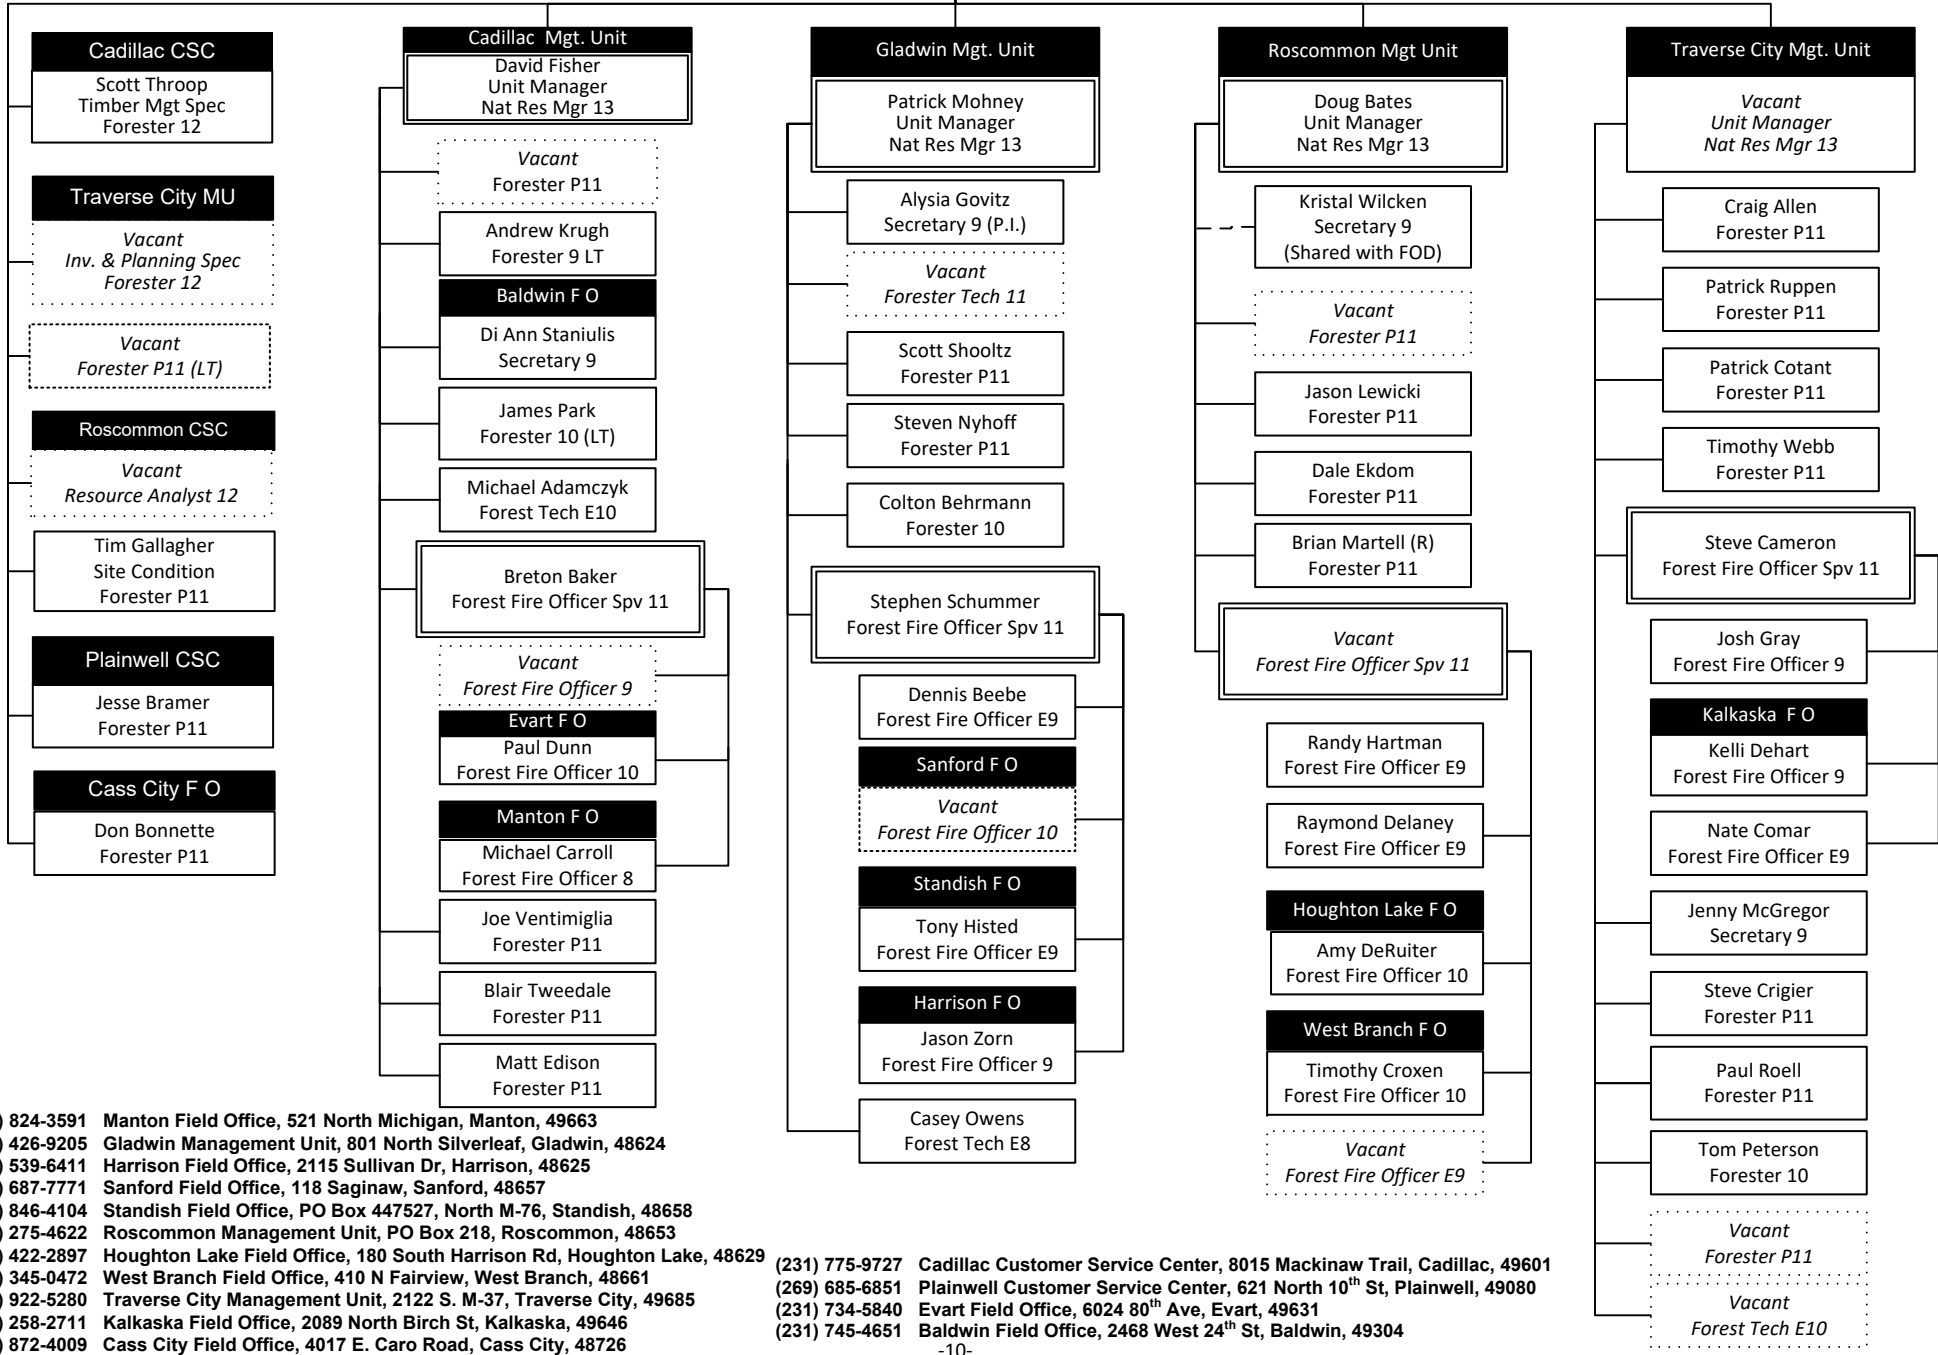 Cadillac CSC
Scott Throop
Timber Mgt Spec
Forester 12
Traverse City MU
Vacant
Inv. & Planning Spec
Forester 12
Vacant
Forester P11 (LT)
Roscommon CSC
Vacant
Resource Analyst 12
Tim Gallagher
Site Condition
Forester P11
Plainwell CSC
Jesse Bramer
Forester P11
Cass City F O
Don Bonnette
Forester P11
Cadillac Mgt. Unit
David Fisher
Unit Manager
Nat Res Mgr 13
Vacant
Forester P11
Andrew Krugh
Forester 9 LT
Baldwin F O
Di Ann Staniulis
Secretary 9
James Park
Forester 10 (LT)
Michael Adamczyk
Forest Tech E10
Breton Baker
Forest Fire Officer Spv 11
Vacant
Forest Fire Officer 9
Evart F O
Paul Dunn
Forest Fire Officer 10
Manton F O
Michael Carroll
Forest Fire Officer 8
Joe Ventimiglia
Forester P11
Blair Tweedale
Forester P11
Matt Edison
Forester P11
Gladwin Mgt. Unit
Patrick Mohney
Unit Manager
Nat Res Mgr 13
Alysia Govitz
Secretary 9 (P.I.)
Vacant
Forester Tech 11
Scott Shooltz
Forester P11
Steven Nyhoff
Forester P11
Colton Behrmann
Forester 10
Stephen Schummer
Forest Fire Officer Spv 11
Dennis Beebe
Forest Fire Officer E9
Sanford F O
Vacant
Forest Fire Officer 10
Standish F O
Tony Histed
Forest Fire Officer E9
Harrison F O
Jason Zorn
Forest Fire Officer 9
Casey Owens
Forest Tech E8
Roscommon Mgt Unit
Doug Bates
Unit Manager
Nat Res Mgr 13
Kristal Wilcken
Secretary 9
(Shared with FOD)
Vacant
Forester P11
Jason Lewicki
Forester P11
Dale Ekdom
Forester P11
Brian Martell (R)
Forester P11
Vacant
Forest Fire Officer Spv 11
Randy Hartman
Forest Fire Officer E9
Raymond Delaney
Forest Fire Officer E9
Houghton Lake F O
Amy DeRuiter
Forest Fire Officer 10
West Branch F O
Timothy Croxen
Forest Fire Officer 10
Vacant
Forest Fire Officer E9
Traverse City Mgt. Unit
Vacant
Unit Manager
Nat Res Mgr 13
Craig Allen
Forester P11
Patrick Ruppen
Forester P11
Patrick Cotant
Forester P11
Timothy Webb
Forester P11
Steve Cameron
Forest Fire Officer Spv 11
Josh Gray
Forest Fire Officer 9
Kalkaska F O
Kelli Dehart
Forest Fire Officer 9
Nate Comar
Forest Fire Officer E9
Jenny McGregor
Secretary 9
Steve Crigier
Forester P11
Paul Roell
Forester P11
Tom Peterson
Forester 10
Vacant
Forester P11
Vacant
Forest Tech E10
) 824-3591 Manton Field Office, 521 North Michigan, Manton, 49663
) 426-9205 Gladwin Management Unit, 801 North Silverleaf, Gladwin, 48624
) 539-6411 Harrison Field Office, 2115 Sullivan Dr, Harrison, 48625
) 687-7771 Sanford Field Office, 118 Saginaw, Sanford, 48657
) 846-4104 Standish Field Office, PO Box 447527, North M-76, Standish, 48658
) 275-4622 Roscommon Management Unit, PO Box 218, Roscommon, 48653
) 422-2897 Houghton Lake Field Office, 180 South Harrison Rd, Houghton Lake, 48629
) 345-0472 West Branch Field Office, 410 N Fairview, West Branch, 48661
) 922-5280 Traverse City Management Unit, 2122 S. M-37, Traverse City, 49685
) 258-2711 Kalkaska Field Office, 2089 North Birch St, Kalkaska, 49646
) 872-4009 Cass City Field Office, 4017 E. Caro Road, Cass City, 48726
(231) 775-9727 Cadillac Customer Service Center, 8015 Mackinaw Trail, Cadillac, 49601
(269) 685-6851 Plainwell Customer Service Center, 621 North 10th St, Plainwell, 49080
(231) 734-5840 Evart Field Office, 6024 80th Ave, Evart, 49631
(231) 745-4651 Baldwin Field Office, 2468 West 24th St, Baldwin, 49304
-10-